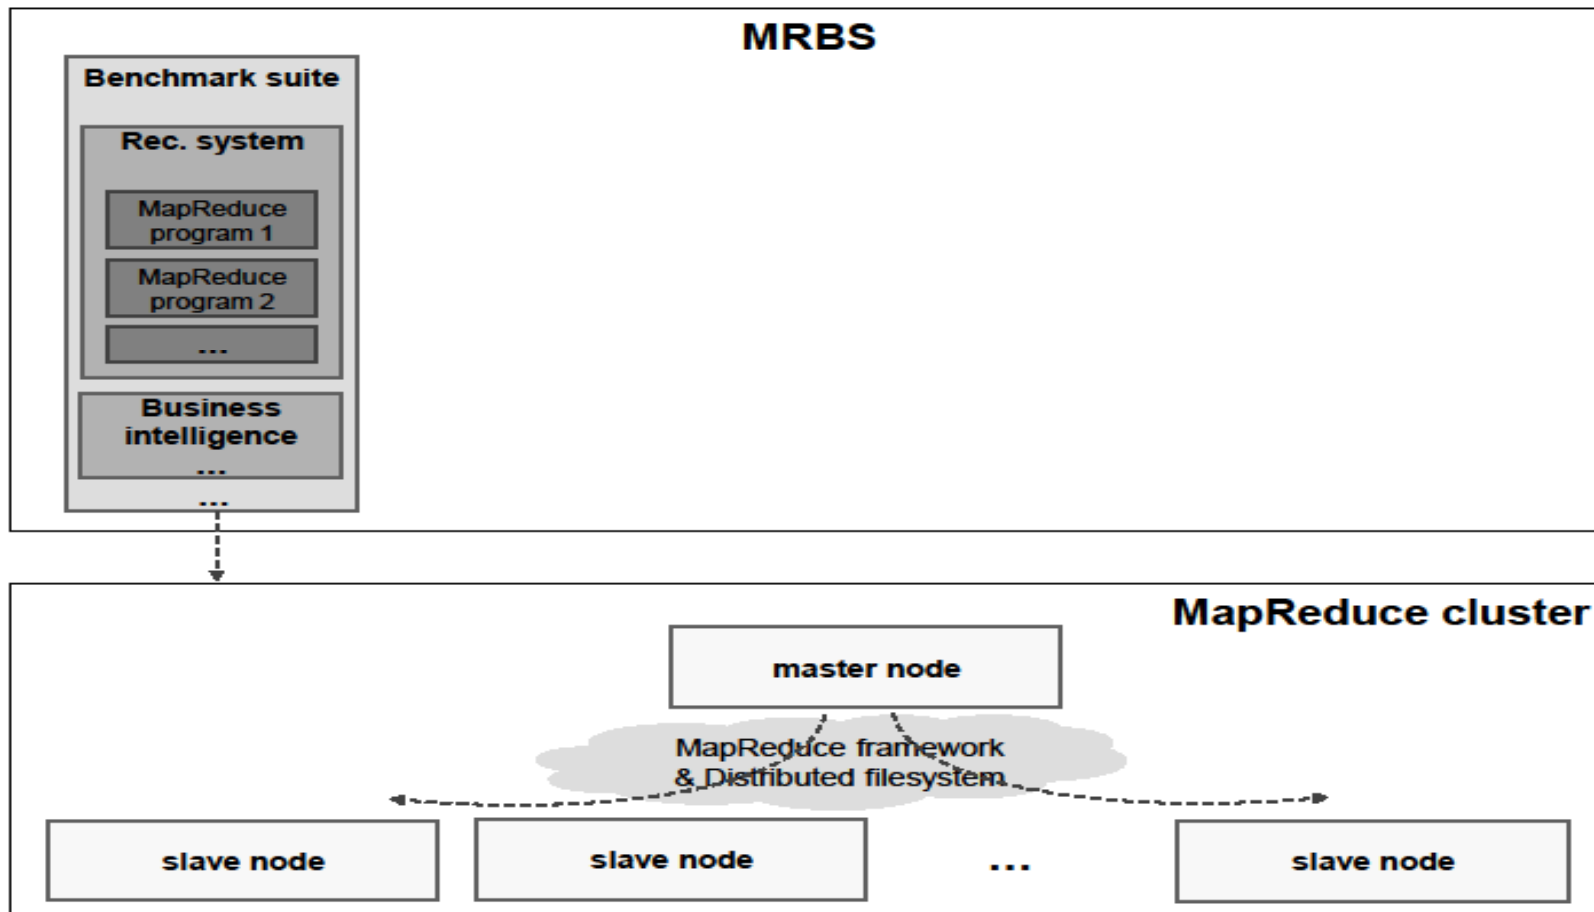 MRBS
Benchmark suite
Rec. system
MapReduce
program 1
MapReduce
program 2
...
Business
intelligence
...
...
MapReduce cluster
master node
MapReduce framework
& Distributed filesystem
slave node
slave node
...
slave node